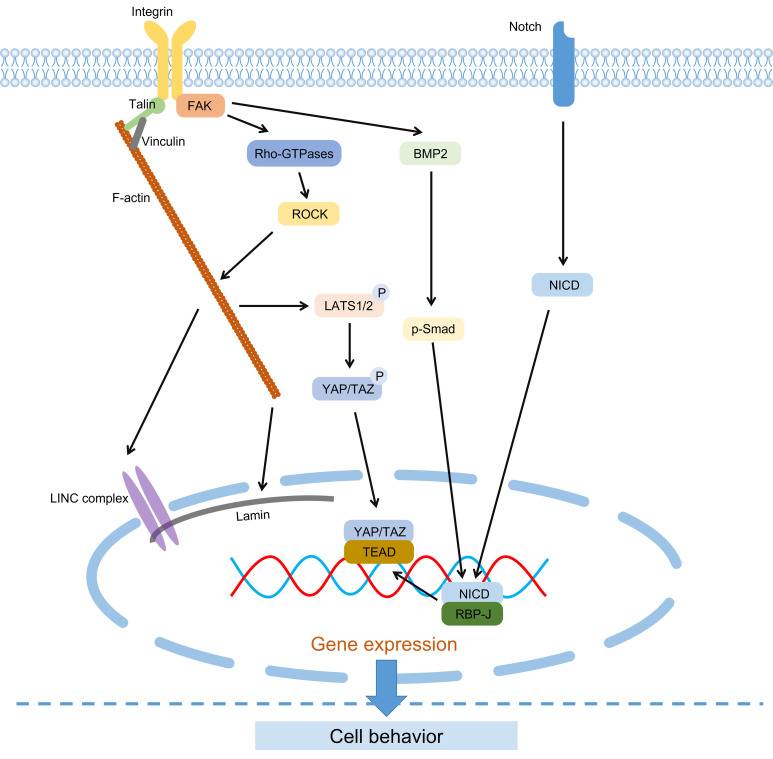 Integrin
Notch
Talin
FAK
Vinculin
Rho-GTPases
BMP2
F-actin
ROCK
NICD
P
LATS1/2
p-Smad
P
YAP/TAZ
LINC complex
Lamin
YAP/TAZ
TEAD
NICD
RBP-J
Gene expression
Cell behavior